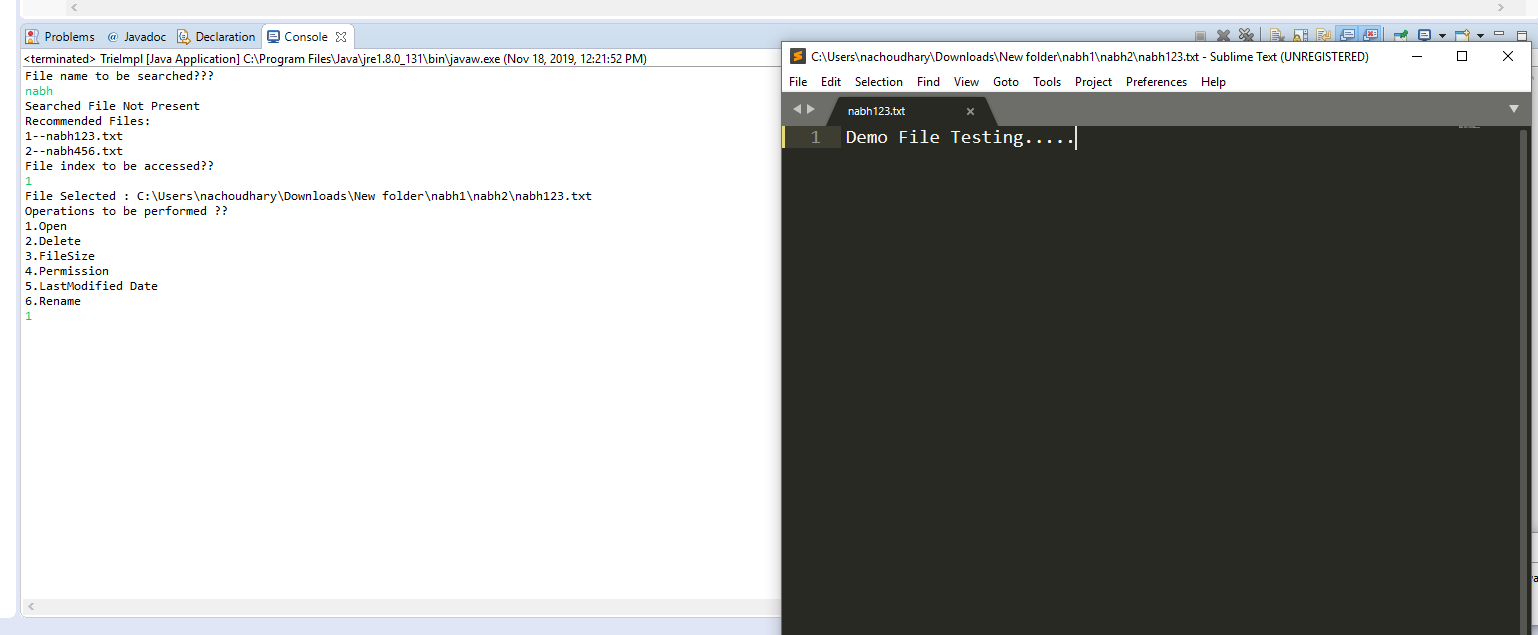 Problems @ Javadoc Declaration Console
<terminated> TrieImpl [Java Application] C:\Program Files\Java\jre1.8.0_131\bin\javaw.exe (Nov 18, 2019, 12:21:52 PM)
File name to be searched???
nabh
Searched File Not Present
Recommended Files:
1--nabh123.txt
2--nabh456.txt
File index to be accessed??
1
File Selected : C:\Users\nachoudhary\Downloads\New folder\nabh1\nabh2\nabh123.txt
Operations to be performed ??
1.Open
2.Delete
3.FileSize
4.Permission
5.LastModified Date
6.Rename
1
C:\Users\nachoudhary\Downloads\New folder\nabh1\nabh2\nabh123.txt - Sublime Text (UNREGISTERED)
File Edit Selection Find View Goto Tools Project Preferences Help
nabh123.txt
1 Demo File Testing.....